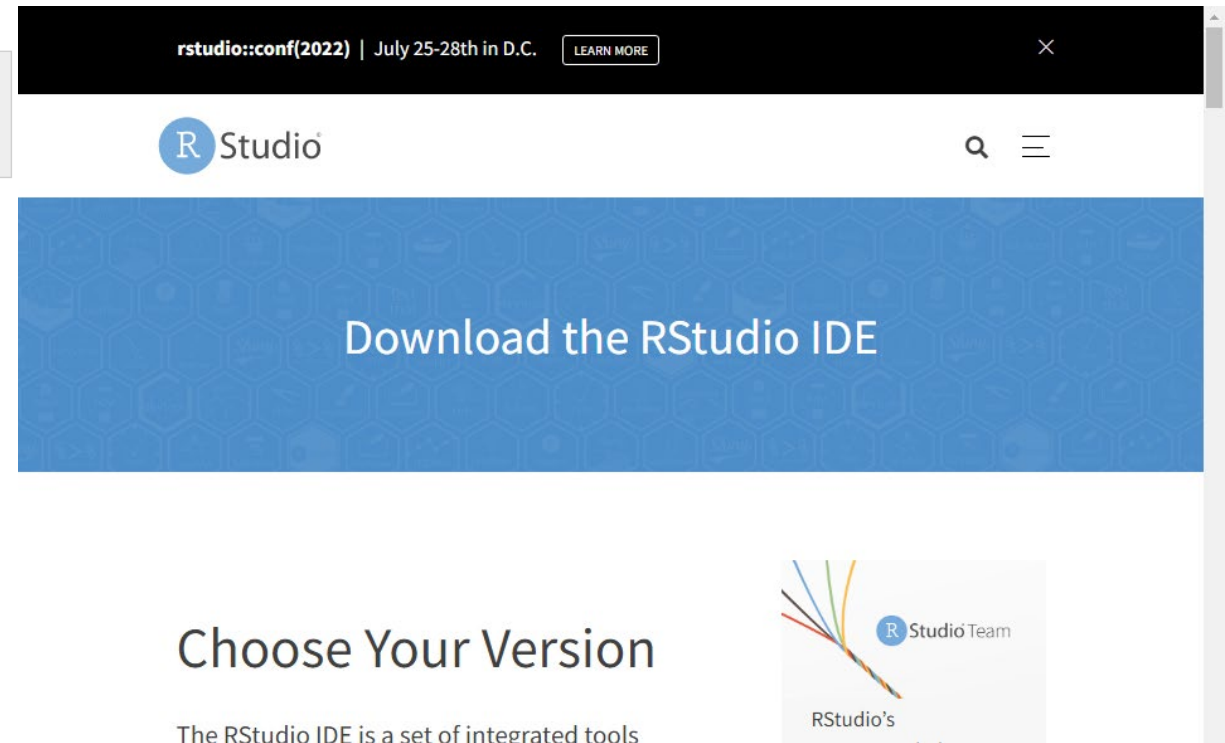 rstudio::conf(2022) | July 25-28th in D.C. LEARN MORE
R Studio
Download the RStudio IDE
Choose Your Version
The RStudio IDE is a set of integrated tools
R Studio Team
RStudio's